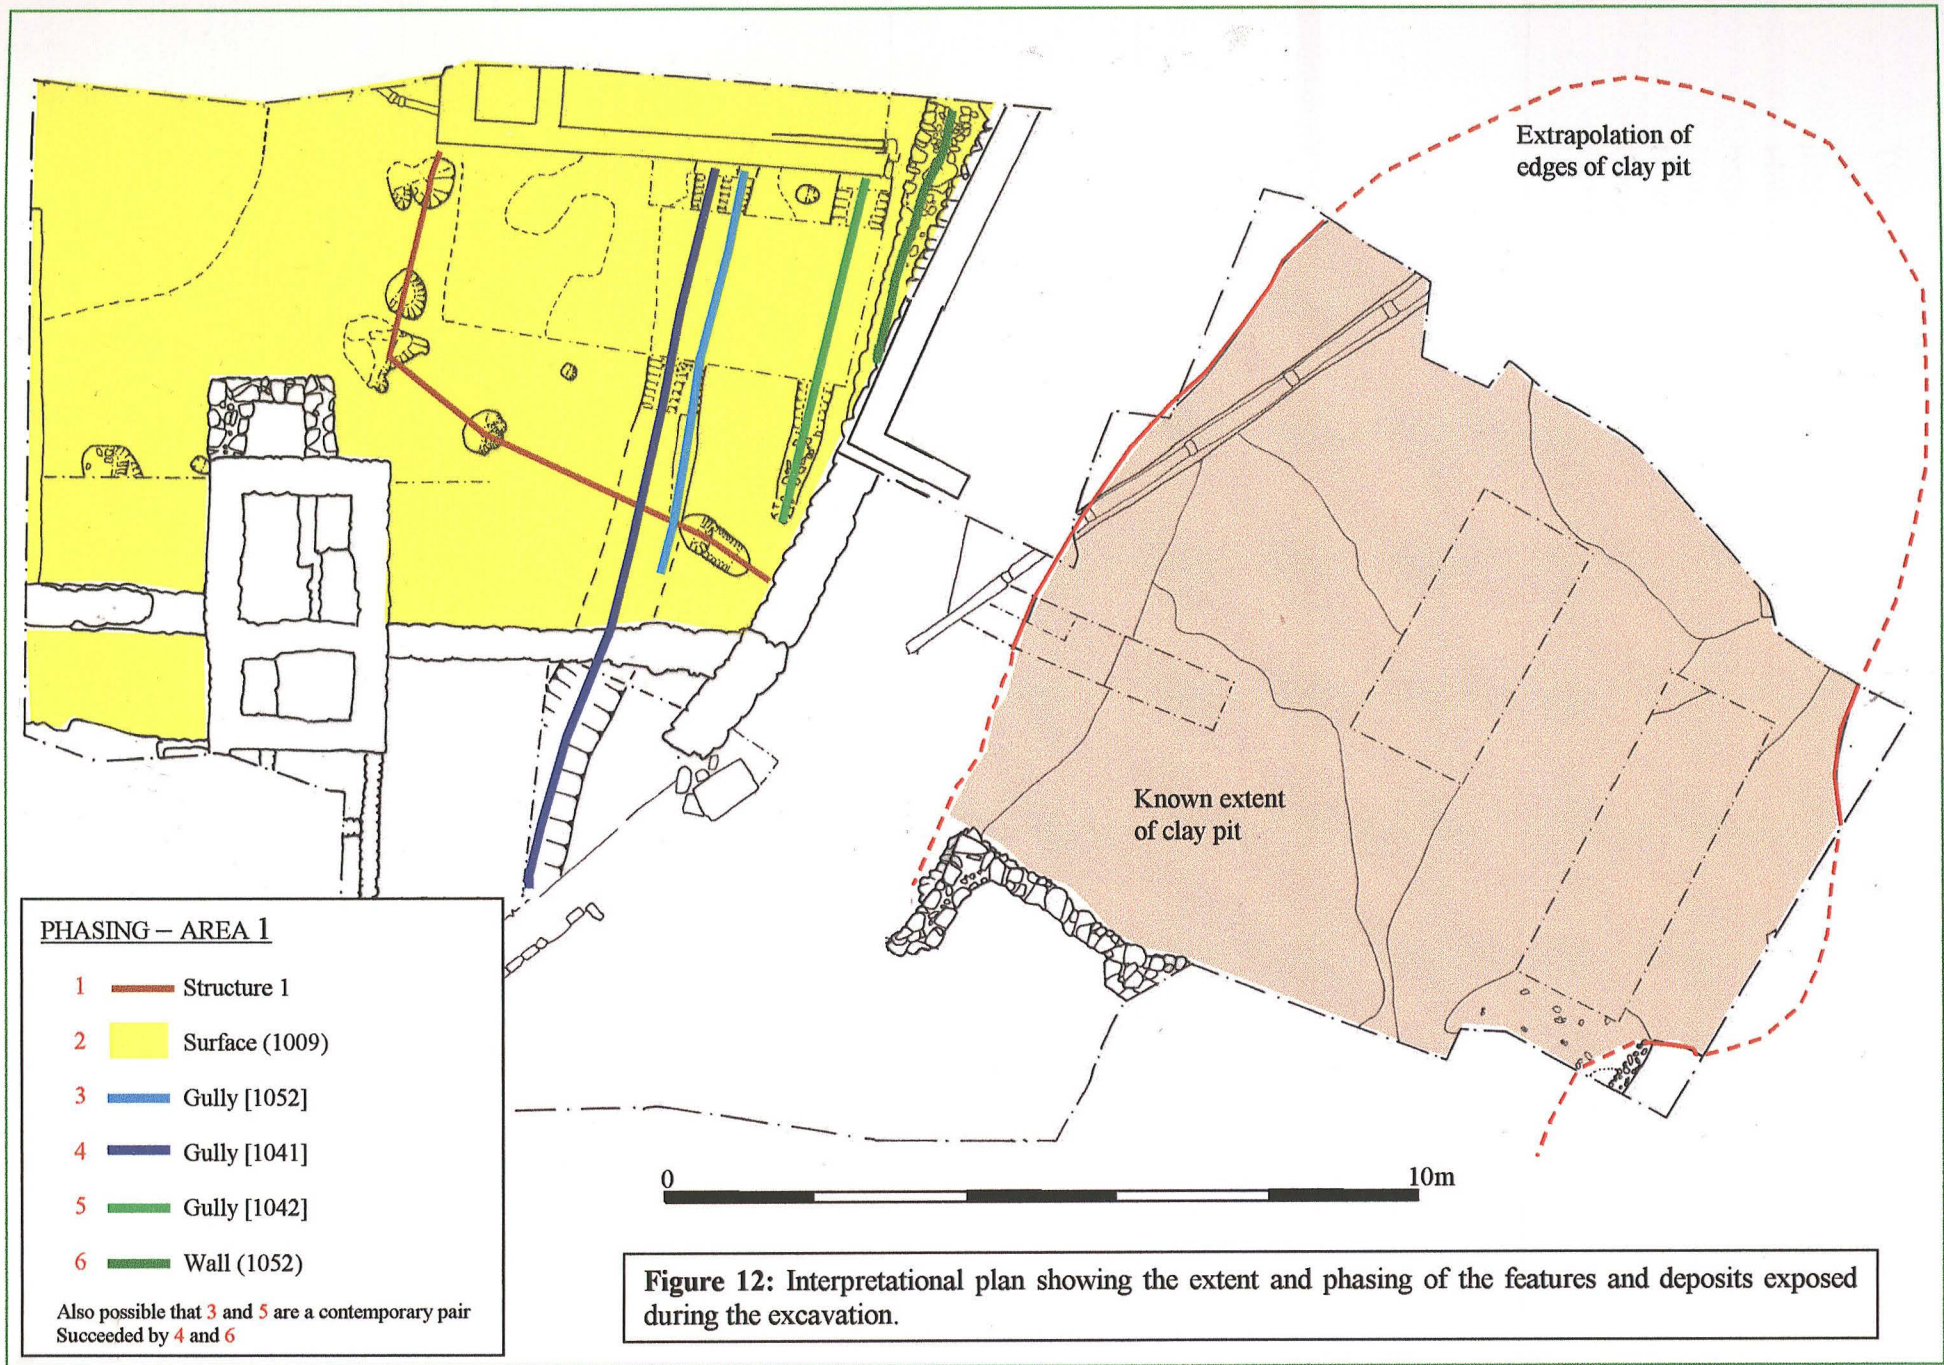 Extrapolation of
edges of clay pit
Known extent
of clay pit
PHASING – AREA 1
1 Structure 1
2 Surface (1009)
3 Gully [1052]
4 Gully [1041]
5 Gully [1042]
6 Wall (1052)
Also possible that 3 and 5 are a contemporary pair
Succeeded by 4 and 6
0 10m
Figure 12: Interpretational plan showing the extent and phasing of the features and deposits exposed
during the excavation.